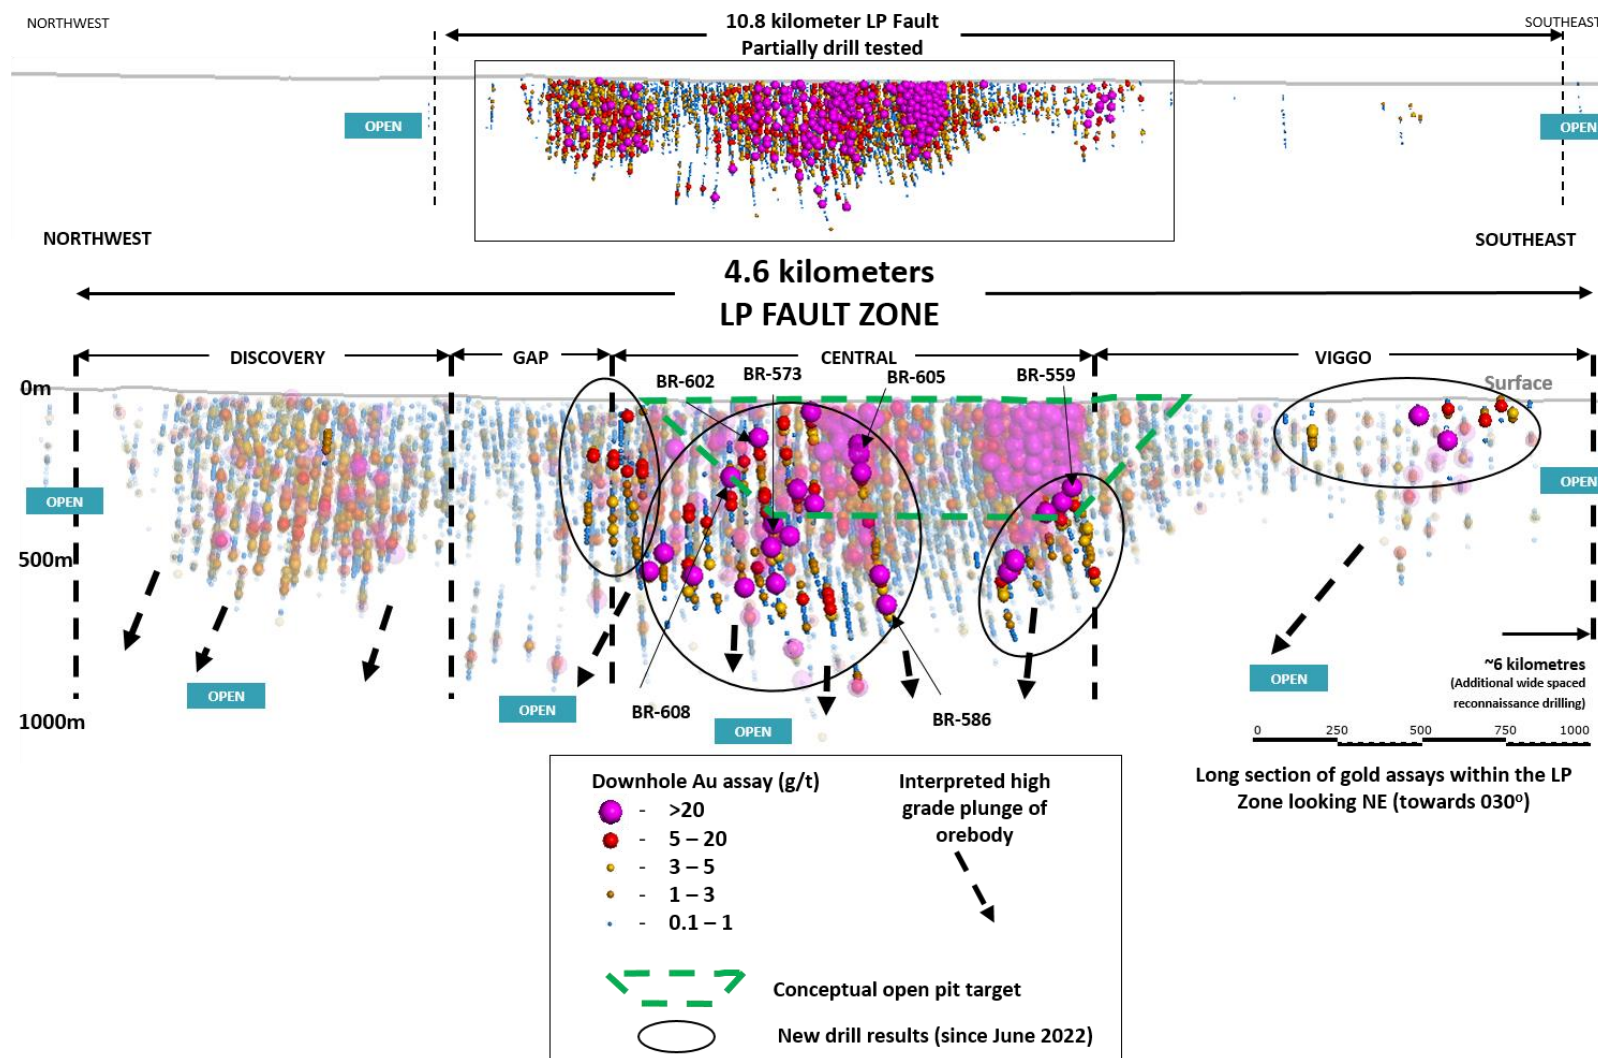 NORTHWEST
10.8 kilometer LP Fault
Partially drill tested
SOUTHEAST
OPEN
OPEN
NORTHWEST
SOUTHEAST
4.6 kilometers
LP FAULT ZONE
DISCOVERY
GAP
CENTRAL
VIGGO
0m
BR-602
BR-573
BR-605
BR-559
Surface
OPEN
OPEN
500m
OPEN
OPEN
OPEN
OPEN
1000m
BR-608
BR-586
~6 kilometres
(Additional wide spaced
reconnaissance drilling)
0 250 500 750 1000
Long section of gold assays within the LP
Zone looking NE (towards 030º)
Downhole Au assay (g/t)
- >20
- 5 – 20
- 3 – 5
- 1 – 3
- 0.1 – 1
Interpreted high
grade plunge of
orebody
Conceptual open pit target
New drill results (since June 2022)